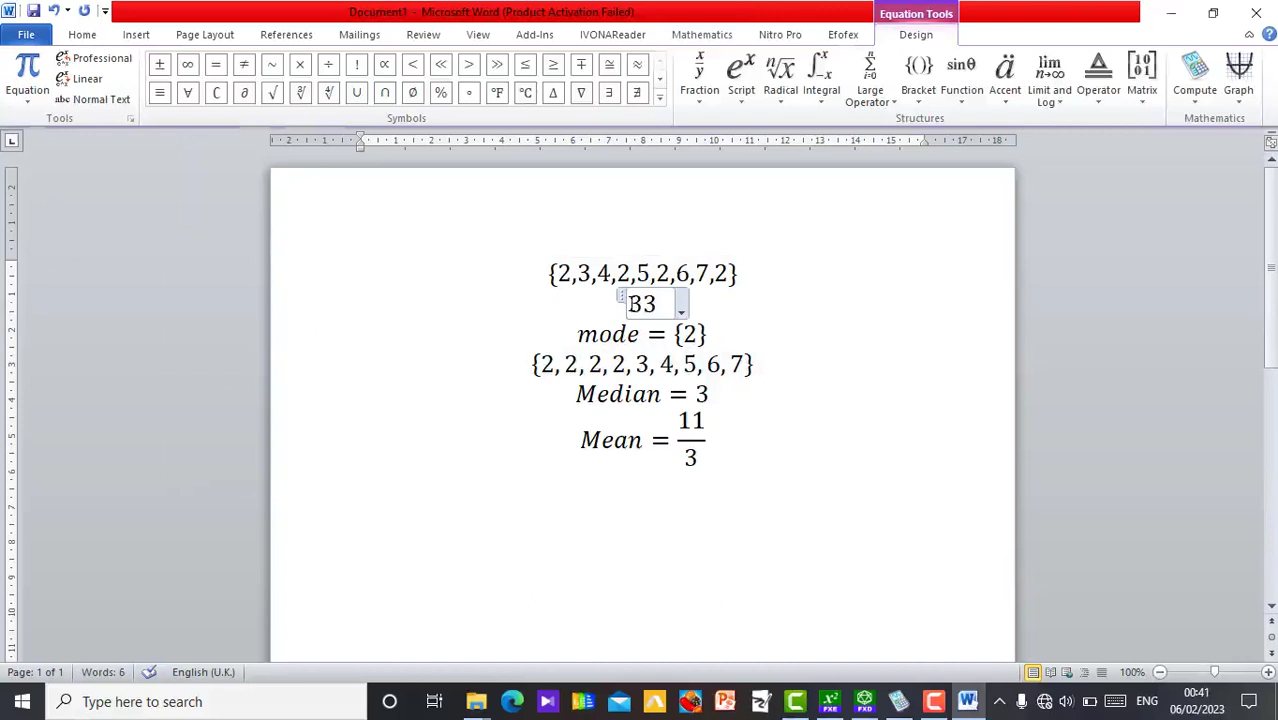 Document1 - Microsoft Word (Product Activation Failed)
Equation Tools
File Home Insert Page Layout References Mailings Review View Add-Ins IVONAReader Mathematics Nitro Pro Efofex Design
Equation
Professional
Linear
abc Normal Text
Tools
± ∞ = ≠ ~ × ÷ ! ∝ < ≪ > ≫ ≤ ≥ ∓ ≅ ≈
≡ ∀ ∁ ∂ √ ∛ ∜ ∪ ∩ ∅ % ° °F °C ∆ ∇ ∃ ∄
Symbols
Fraction Script Radical Integral Large Operator Bracket Function Accent Limit and Log Operator Matrix
Structures
Compute Graph
Mathematics
{2,3,4,2,5,2,6,7,2}
33
mode = {2}
{2, 2, 2, 2, 3, 4, 5, 6, 7}
Median = 3
Mean = 11/3
Page: 1 of 1 Words: 6 English (U.K.) 100%
Type here to search
ENG
00:41
06/02/2023